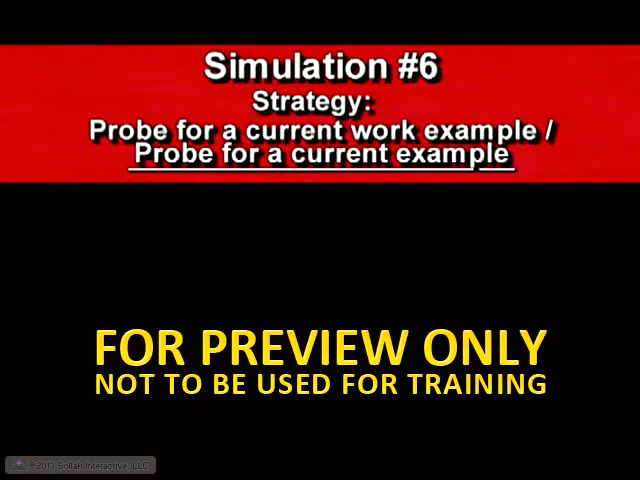 Simulation #6
Strategy:
Probe for a current work example /
Probe for a current example
FOR PREVIEW ONLY
NOT TO BE USED FOR TRAINING
©2013 Sollah Interactive, LLC